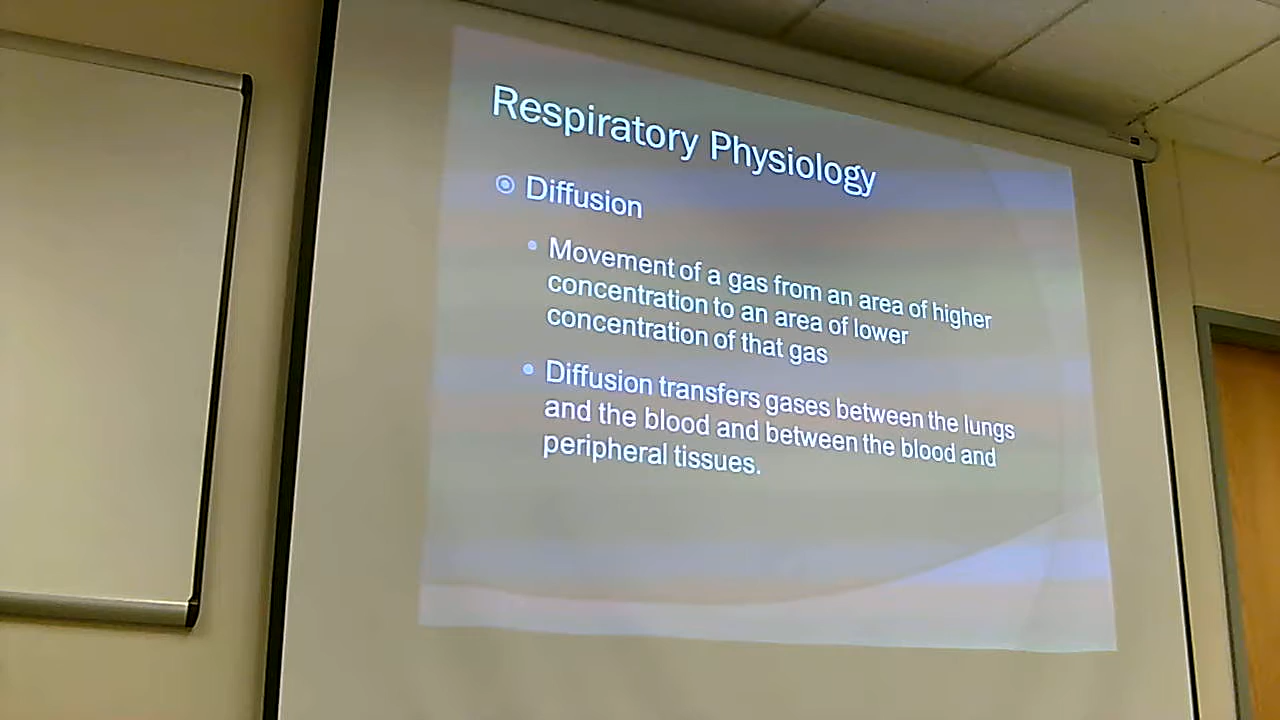 Respiratory Physiology
Diffusion
Movement of a gas from an area of higher
concentration to an area of lower
concentration of that gas
Diffusion transfers gases between the lungs
and the blood and between the blood and
peripheral tissues.